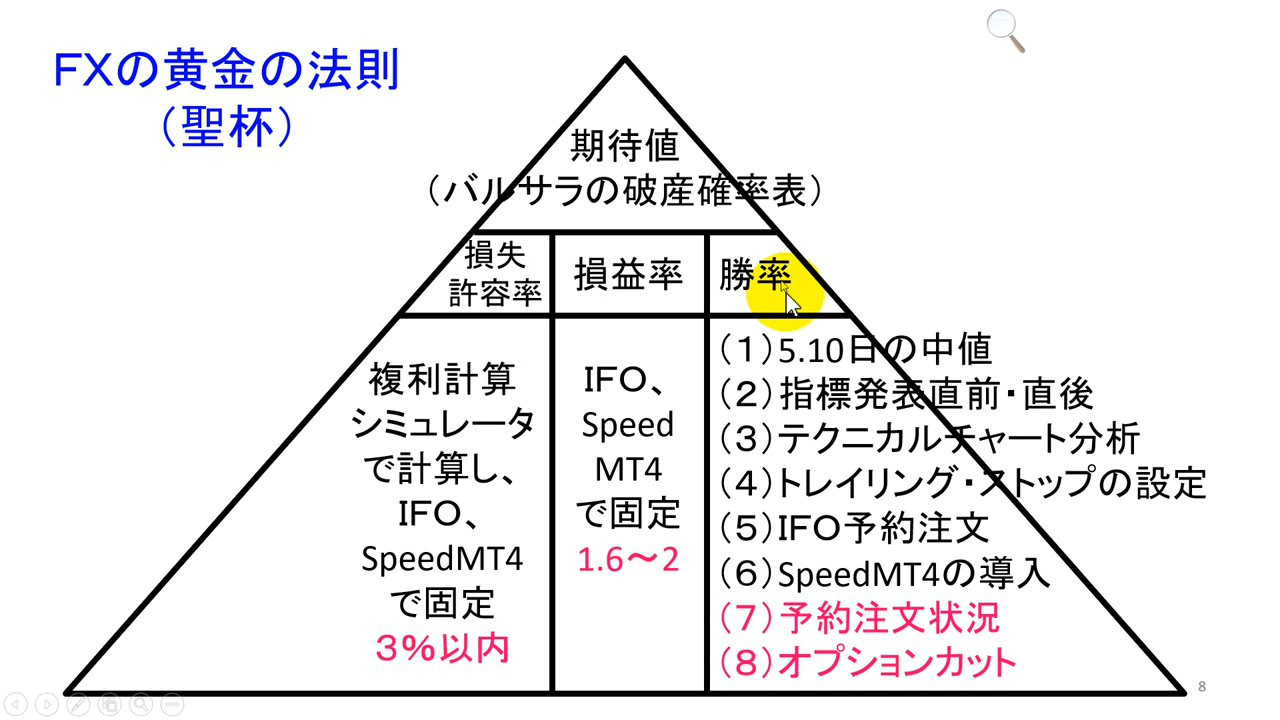 FXの黄金の法則
（聖杯）
期待値
（バルサラの破産確率表）
損失
許容率
損益率
勝率
複利計算
シミュレータ
で計算し、
IFO、
SpeedMT4
で固定
３％以内
IFO、
Speed
MT4
で固定
1.6～2
（１）5.10日の中値
（２）指標発表直前・直後
（３）テクニカルチャート分析
（４）トレイリング・ストップの設定
（５）IFO予約注文
（６）SpeedMT4の導入
（７）予約注文状況
（８）オプションカット
8